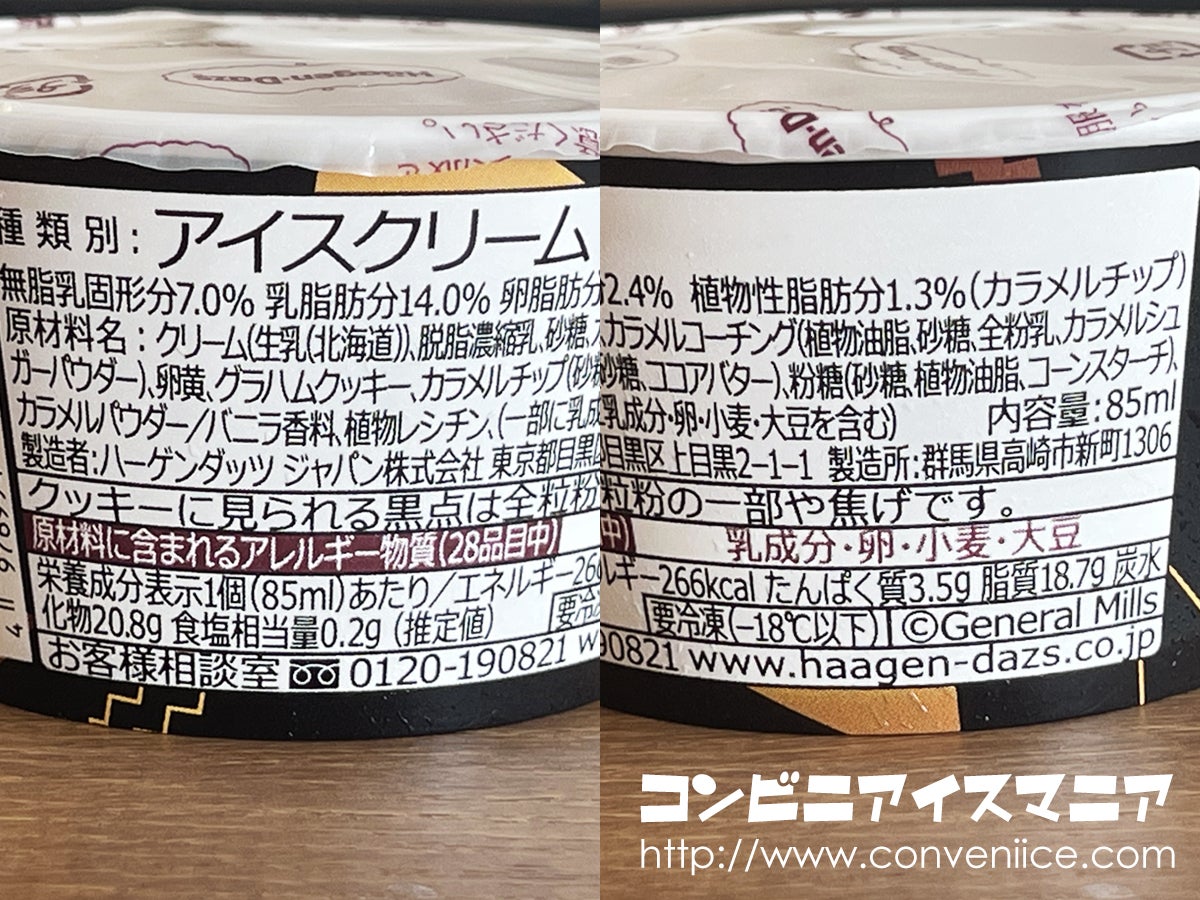 Häagen-Dazs
ください。
種類別：アイスクリーム
無脂乳固形分7.0% 乳脂肪分14.0% 卵脂肪分
原材料名：クリーム(生乳(北海道))､脱脂濃縮乳､砂糖､
ガーパウダー)､卵黄､グラハムクッキー､カラメルチップ(砂糖
カラメルパウダー／バニラ香料､植物レシチン､(一部に乳成
製造者:ハーゲンダッツ ジャパン株式会社 東京都目黒区
クッキーに見られる黒点は全粒粉
原材料に含まれるアレルギー物質(28品目中)
栄養成分表示1個(85ml)あたり／エネルギー266
化物20.8g 食塩相当量0.2g (推定値) 要冷
お客様相談室 0120-190821 w
2.4% 植物性脂肪分1.3%(カラメルチップ)
カラメルコーチング(植物油脂､砂糖､全粉乳､カラメルシュ
砂糖､ココアバター)､粉糖(砂糖､植物油脂､コーンスターチ)､
乳成分･卵･小麦･大豆を含む) 内容量:85ml
目黒区上目黒2-1-1 製造所:群馬県高崎市新町1306
粒粉の一部や焦げです。
中) 乳成分･卵･小麦･大豆
ルギー266kcal たんぱく質3.5g 脂質18.7g 炭水
要冷凍(-18℃以下) ©General Mills
90821 www.haagen-dazs.co.jp
コンビニアイスマニア
http://www.conveniice.com